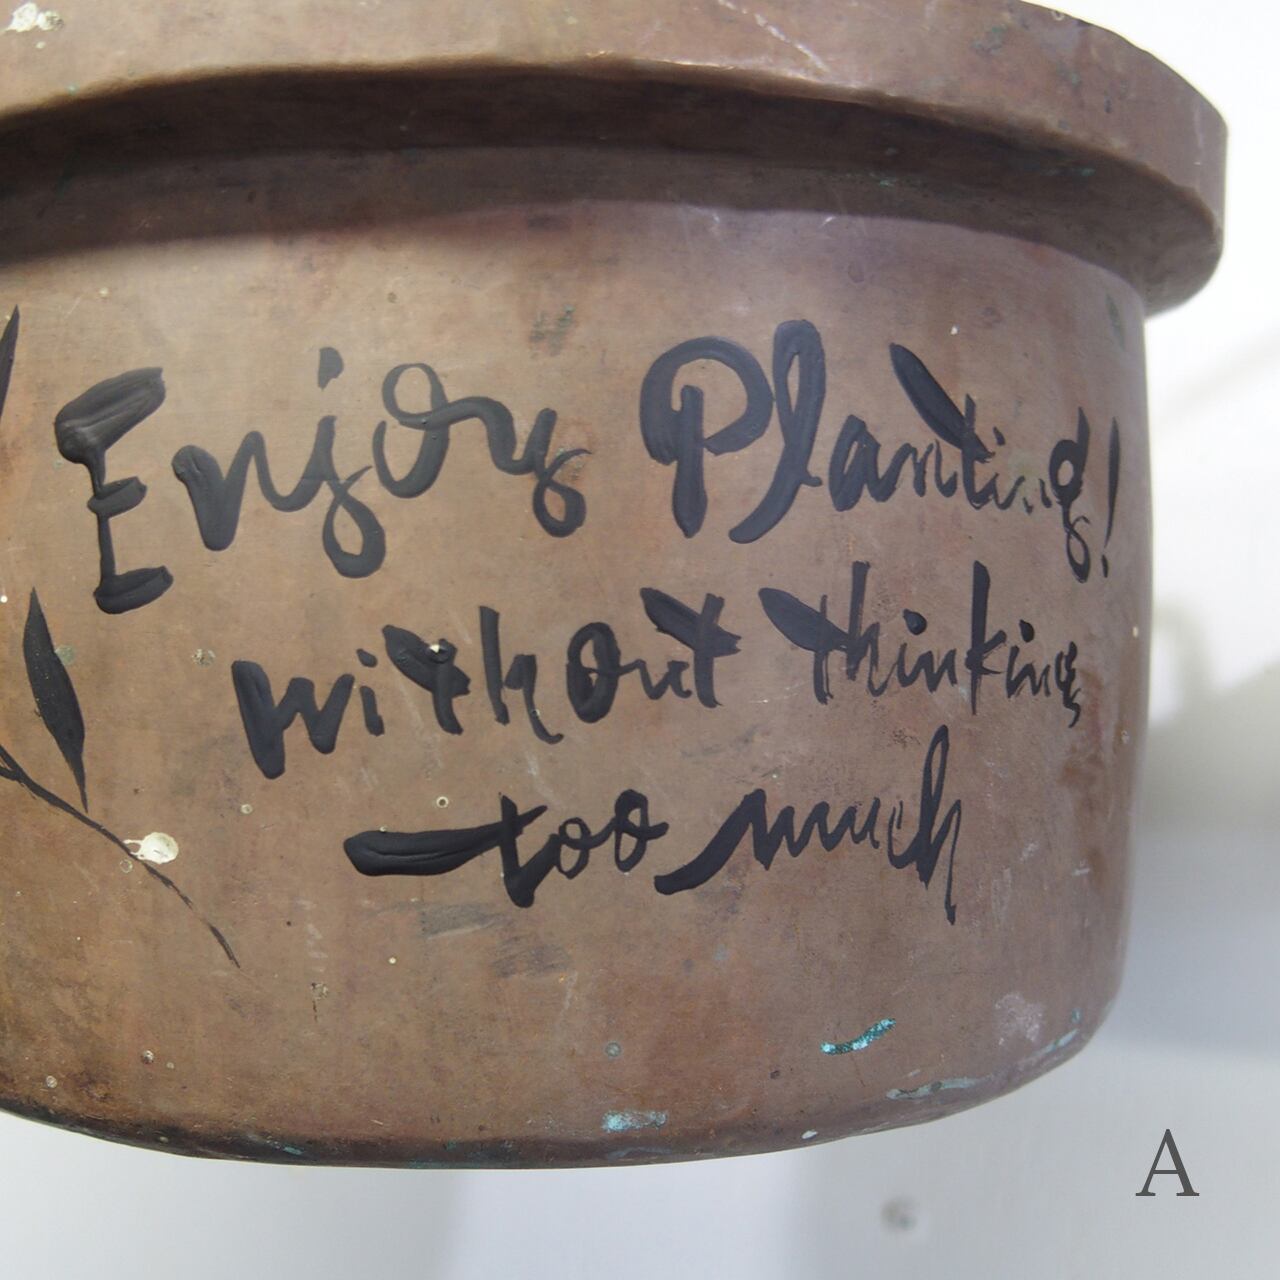 Enjoy Planting!
without thinking
too much
A